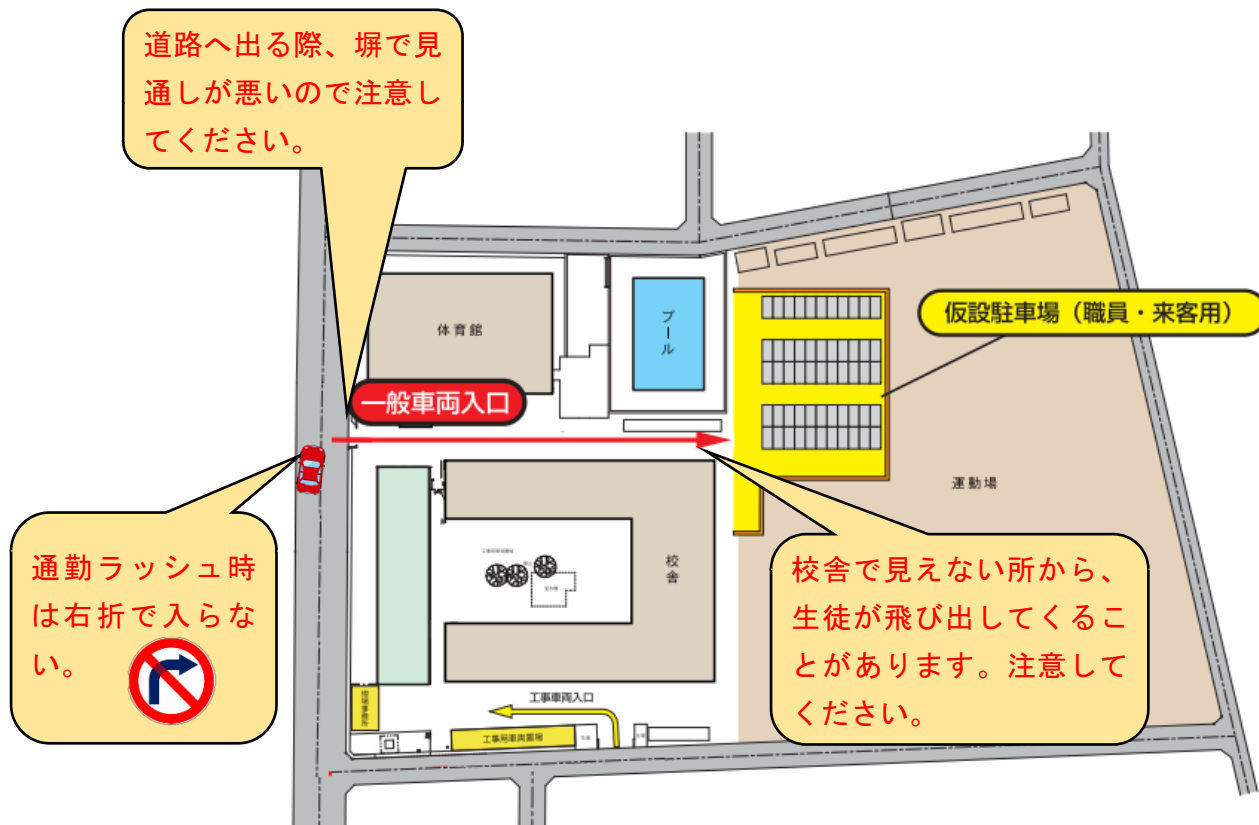 道路へ出る際、塀で見
通しが悪いので注意し
てください。
仮設駐車場（職員・来客用）
体育館
プール
一般車両入口
運動場
通勤ラッシュ時
は右折で入らな
い。
校舎
校舎で見えない所から、
生徒が飛び出してくるこ
とがあります。注意して
ください。
工事車両入口
現場事務所
工事用車両置場